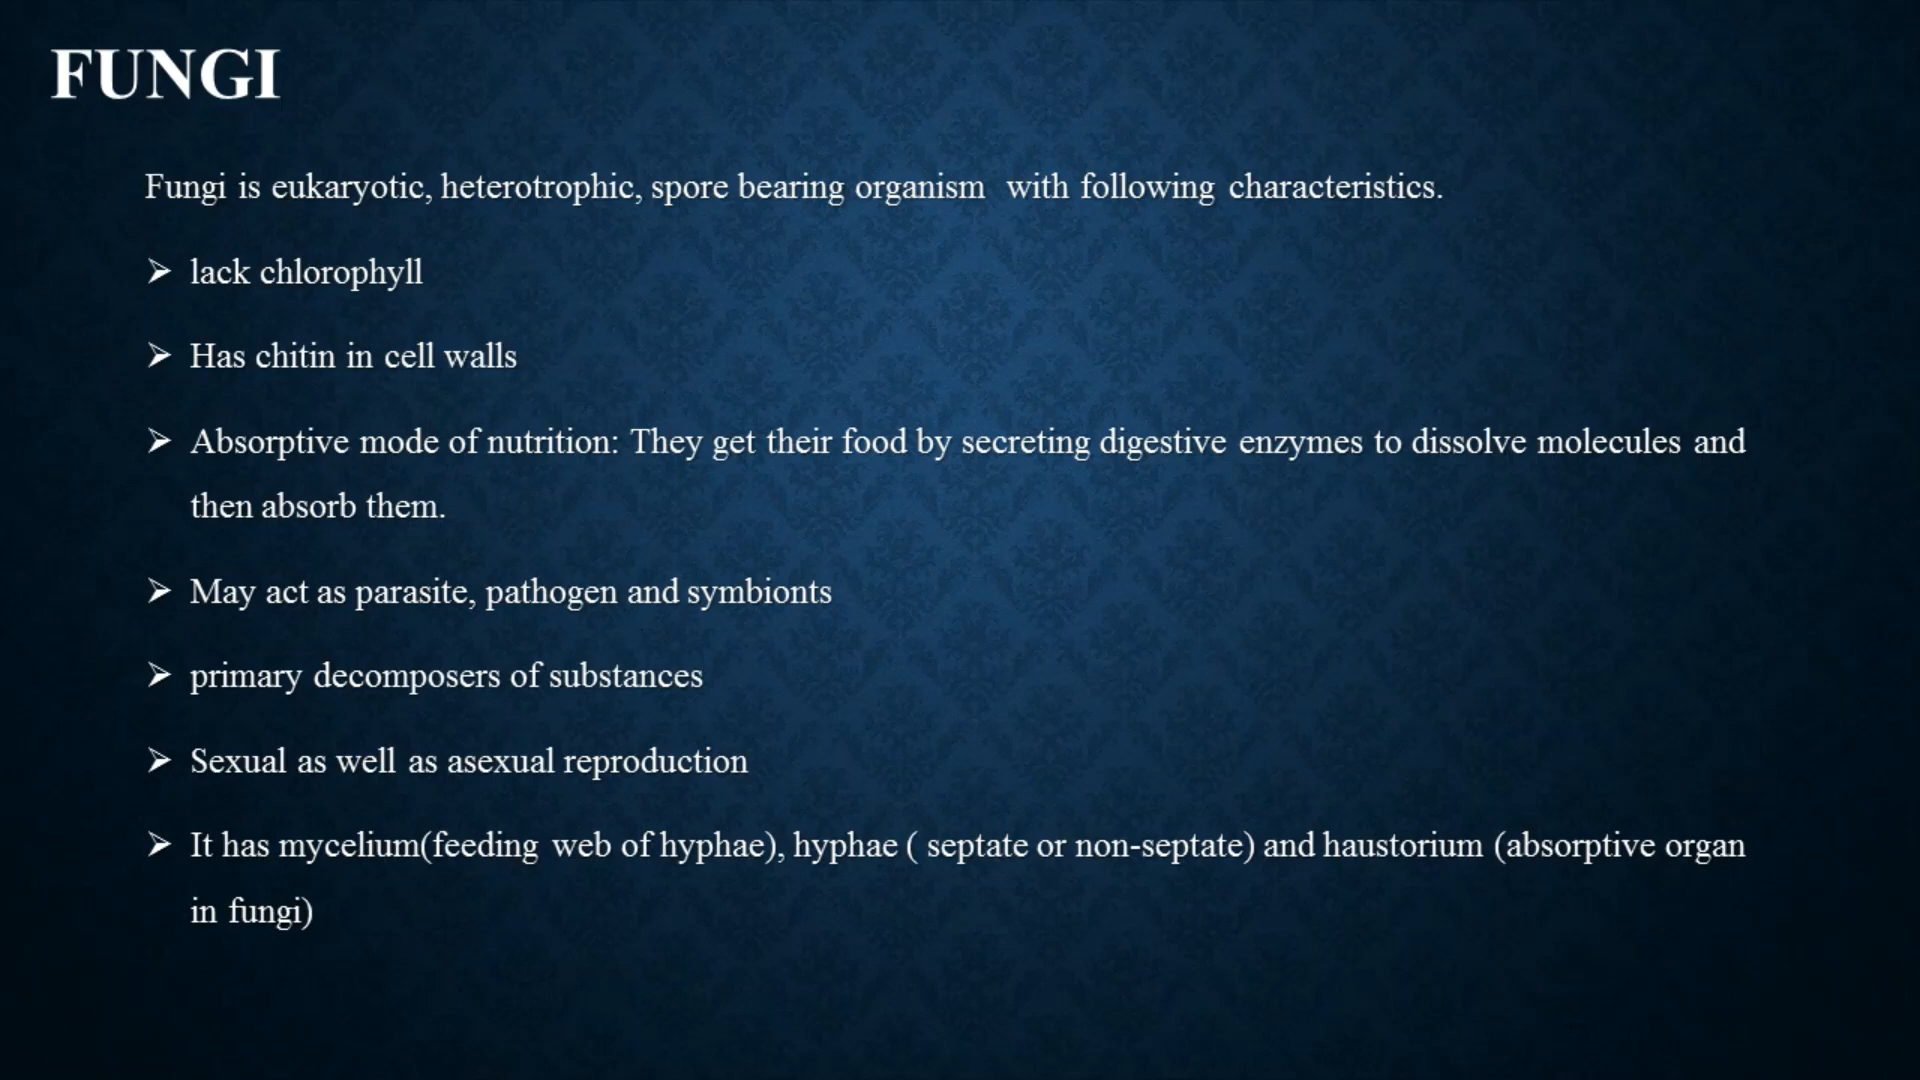 FUNGI
Fungi is eukaryotic, heterotrophic, spore bearing organism with following characteristics.
➢ lack chlorophyll
➢ Has chitin in cell walls
➢ Absorptive mode of nutrition: They get their food by secreting digestive enzymes to dissolve molecules and
then absorb them.
➢ May act as parasite, pathogen and symbionts
➢ primary decomposers of substances
➢ Sexual as well as asexual reproduction
➢ It has mycelium(feeding web of hyphae), hyphae ( septate or non-septate) and haustorium (absorptive organ
in fungi)